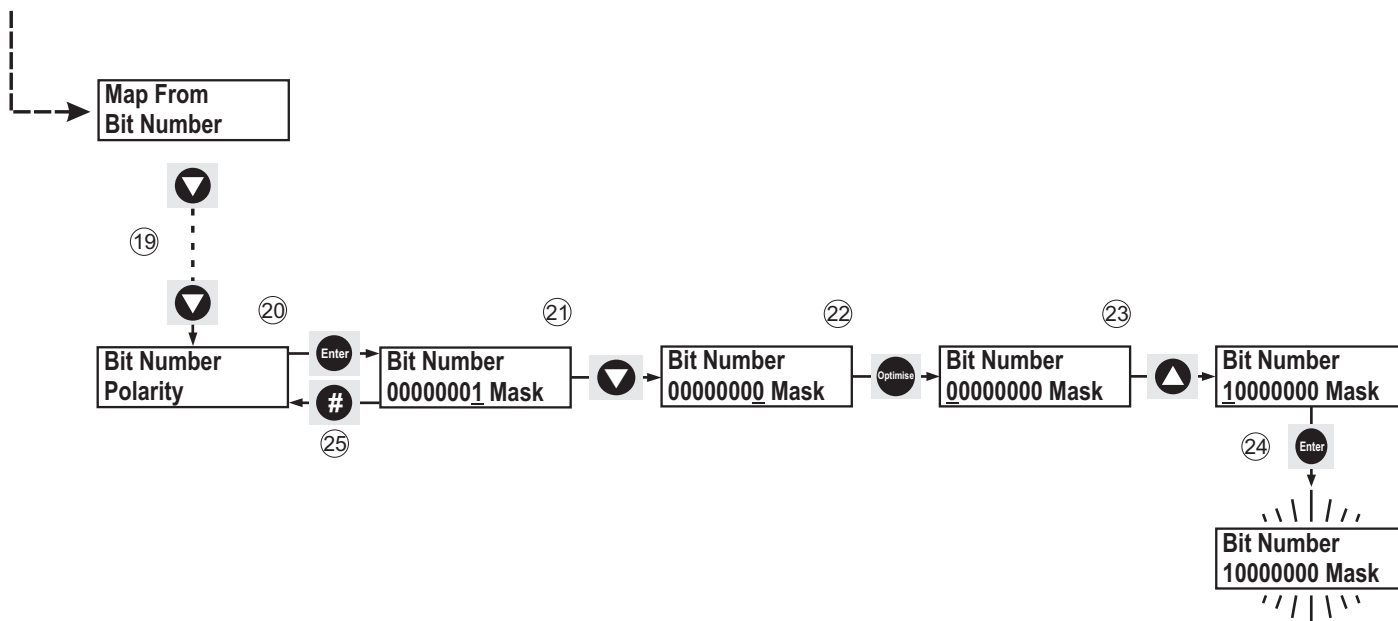 Map From
Bit Number
19
20
21
22
23
Bit Number
Polarity
Enter
Bit Number
00000001 Mask
Bit Number
00000000 Mask
Optimise
Bit Number
00000000 Mask
Bit Number
10000000 Mask
#
25
24
Enter
Bit Number
10000000 Mask